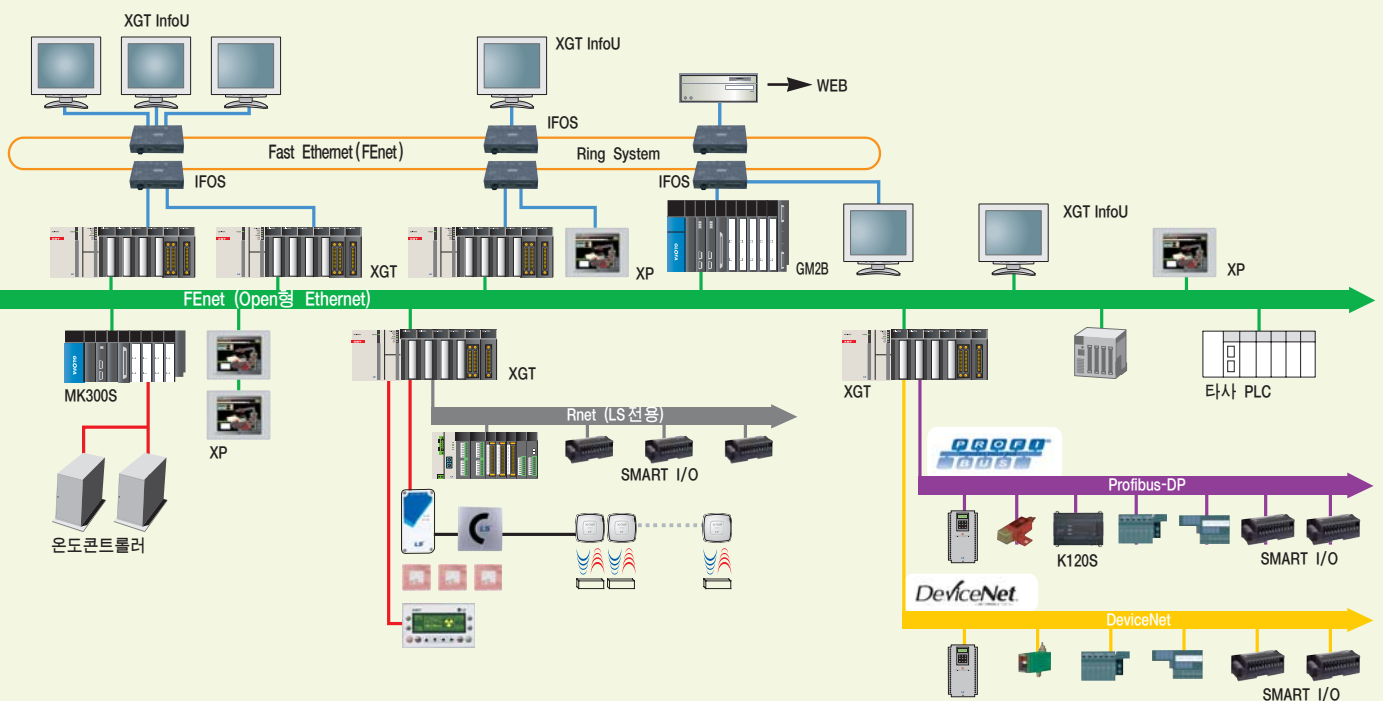 XGT InfoU
XGT InfoU
WEB
IFOS
Fast Ethernet(FEnet)
Ring System
IFOS
IFOS
XGT InfoU
XGT
XP
GM2B
XP
FEnet (Open형 Ethernet)
MK300S
XGT
XGT
타사 PLC
Rnet (LS전용)
XP
SMART I/O
PROFI
BUS
Profibus-DP
온도콘트롤러
K120S
SMART I/O
DeviceNet
DeviceNet
SMART I/O